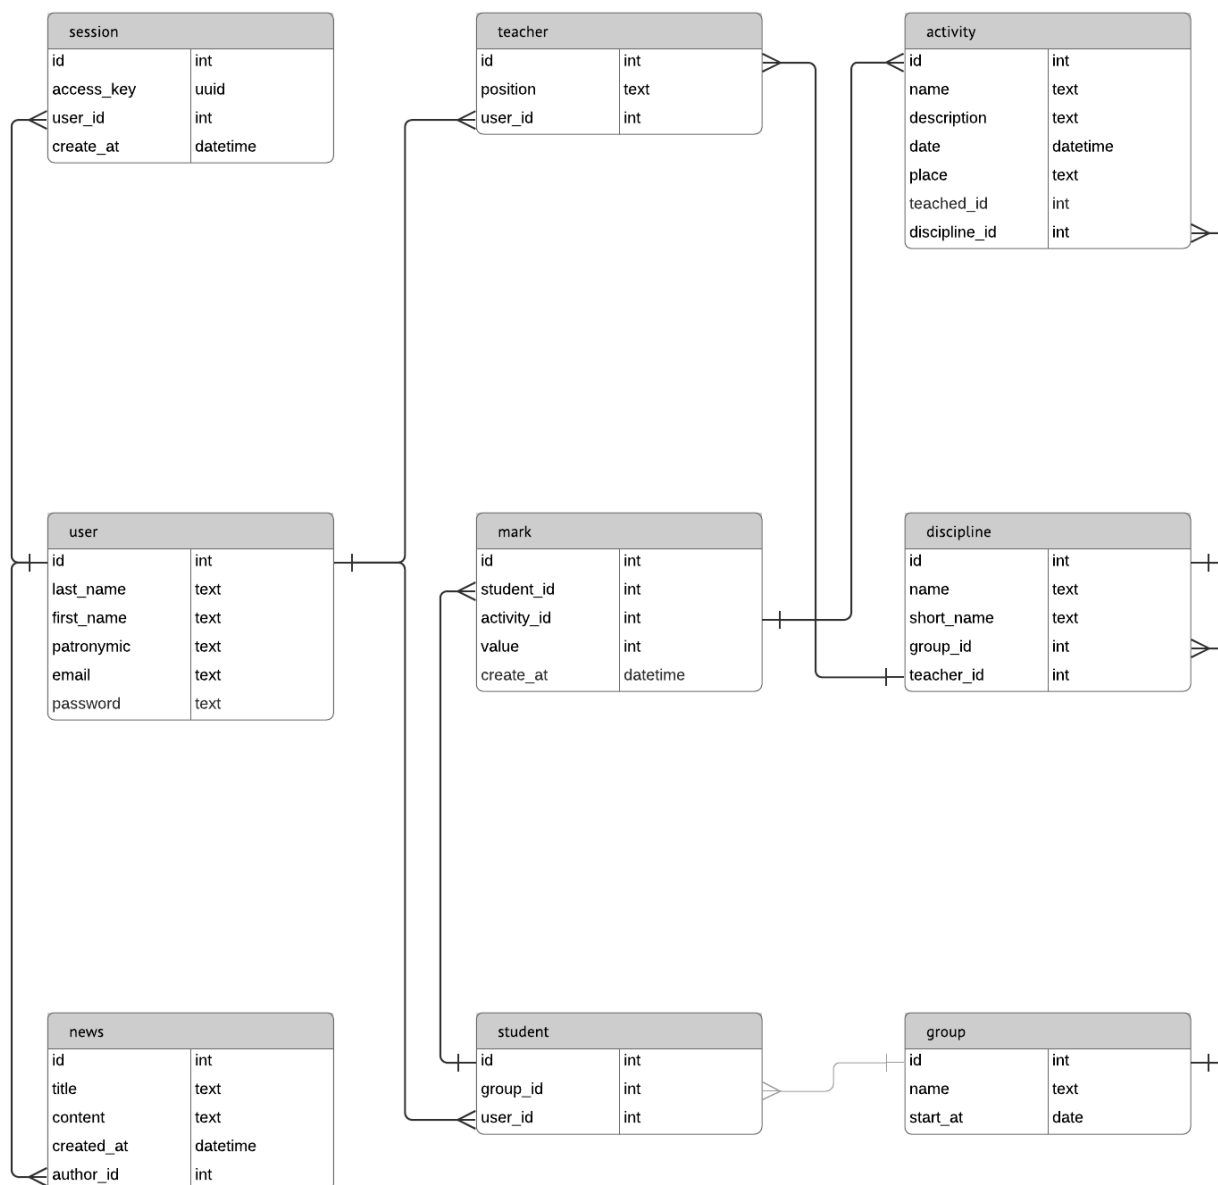 session
id int
access_key uuid
user_id int
create_at datetime
teacher
id int
position text
user_id int
activity
id int
name text
description text
date datetime
place text
teached_id int
discipline_id int
user
id int
last_name text
first_name text
patronymic text
email text
password text
mark
id int
student_id int
activity_id int
value int
create_at datetime
discipline
id int
name text
short_name text
group_id int
teacher_id int
news
id int
title text
content text
created_at datetime
author_id int
student
id int
group_id int
user_id int
group
id int
name text
start_at date